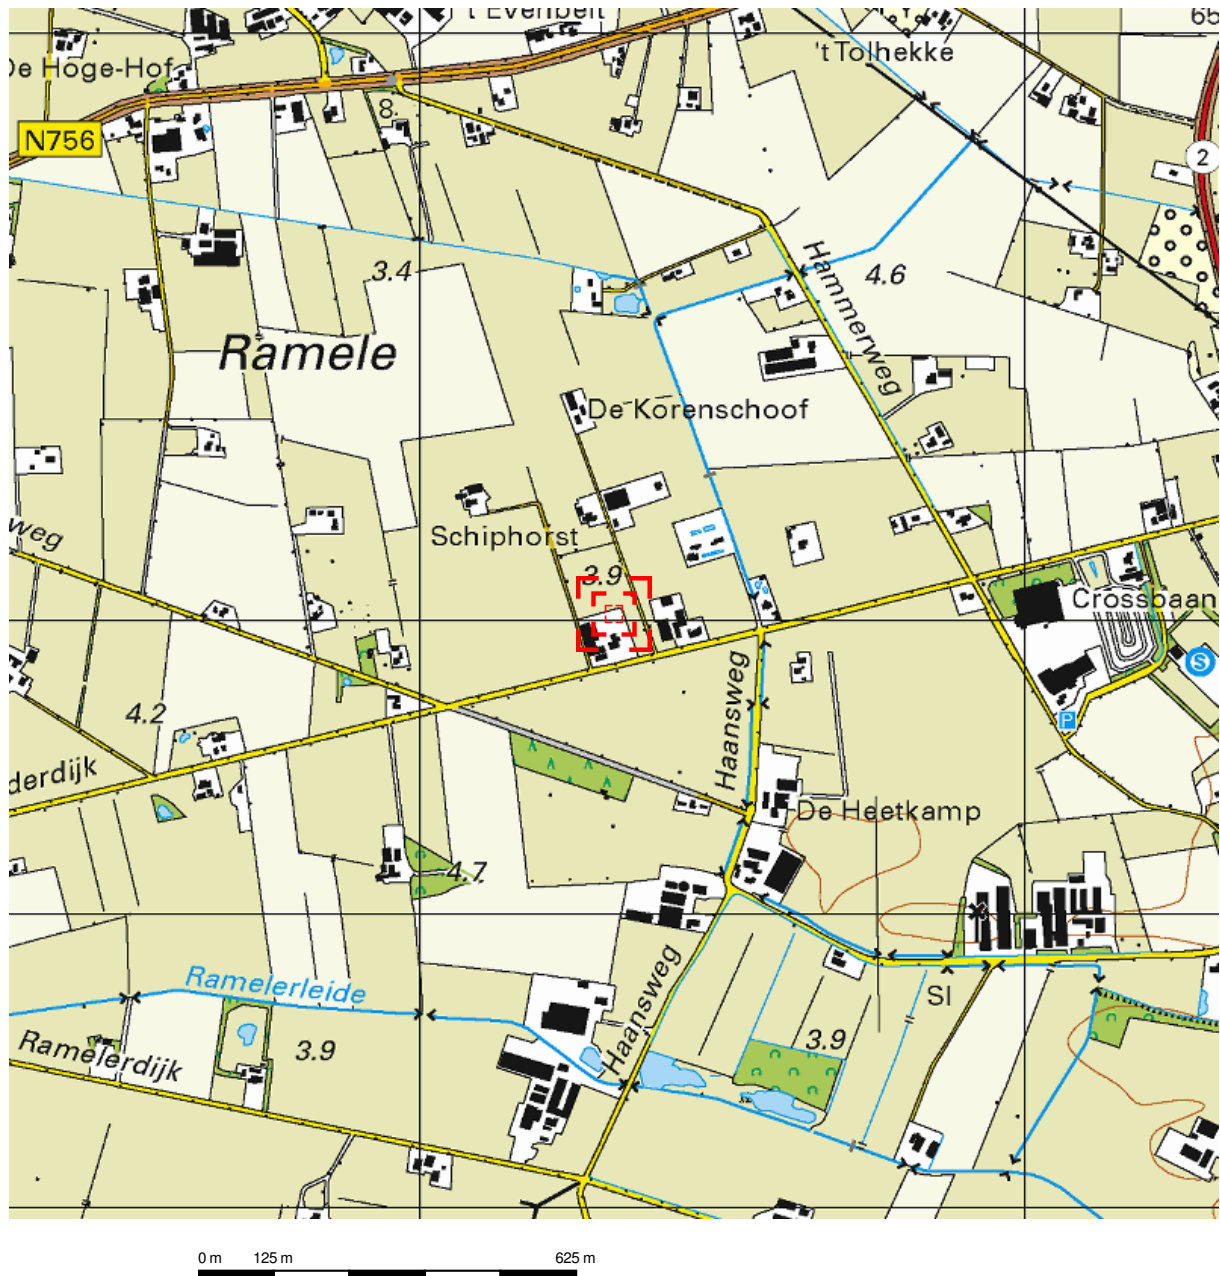 't Evenbelt
65
De Hoge-Hof
't Tolhekke
8.
N756
2
3.4
Hammerweg
4.6
Ramele
De Korenschoof
weg
Schiphorst
3.9
Crossbaan
S
Haansweg
4.2
P
derdijk
De Heetkamp
4.7
Ramelerleide
Haansweg
Sl
Ramelerdijk
3.9
3.9
0 m 125 m 625 m